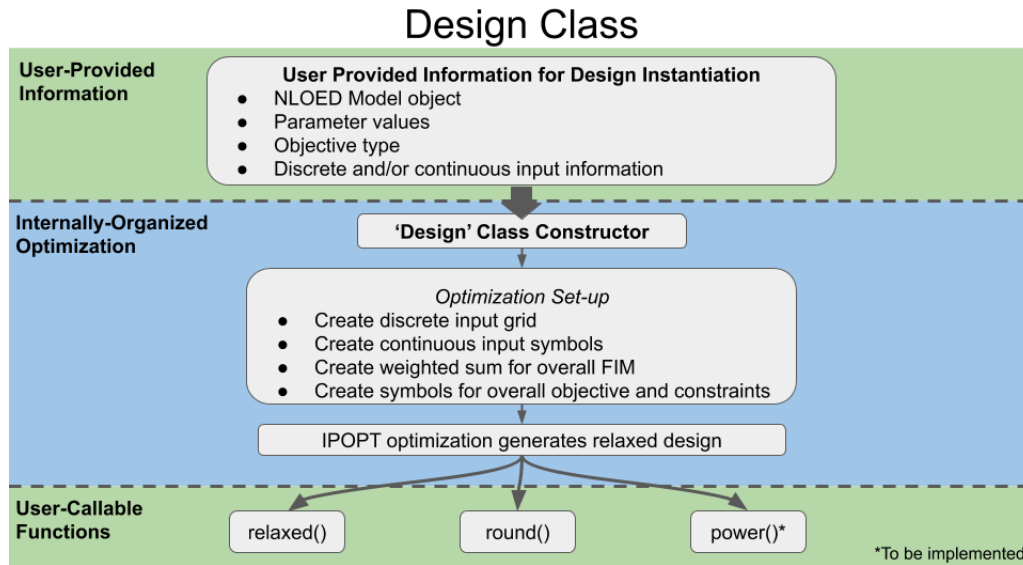 Design Class
User-Provided
Information
User Provided Information for Design Instantiation
● NLOED Model object
● Parameter values
● Objective type
● Discrete and/or continuous input information
Internally-Organized
Optimization
‘Design’ Class Constructor
Optimization Set-up
● Create discrete input grid
● Create continuous input symbols
● Create weighted sum for overall FIM
● Create symbols for overall objective and constraints
IPOPT optimization generates relaxed design
User-Callable
Functions
relaxed()
round()
power()*
*To be implemented